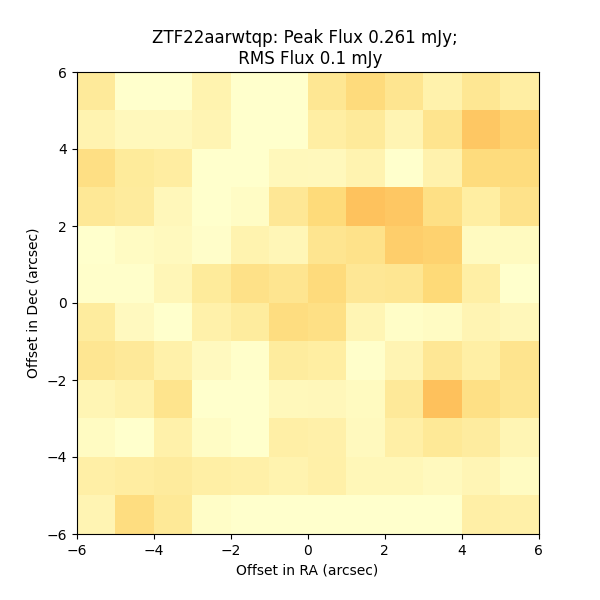 ZTF22aarwtqp: Peak Flux 0.261 mJy;
RMS Flux 0.1 mJy
6
4
2
0
−2
−4
−6
Offset in Dec (arcsec)
−6 −4 −2 0 2 4 6
Offset in RA (arcsec)